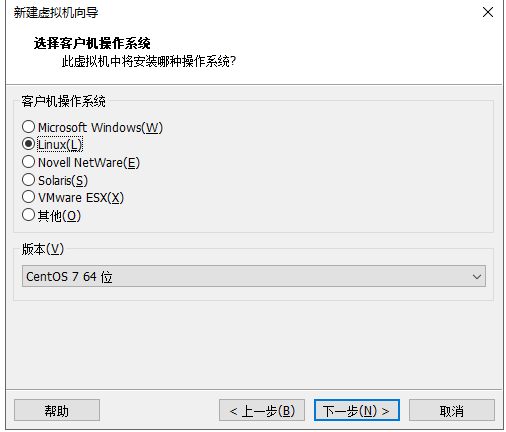 新建虚拟机向导
选择客户机操作系统
此虚拟机中将安装哪种操作系统?
客户机操作系统
Microsoft Windows(W)
Linux(L)
Novell NetWare(E)
Solaris(S)
VMware ESX(X)
其他(O)
版本(V)
CentOS 7 64 位
帮助
< 上一步(B)
下一步(N) >
取消